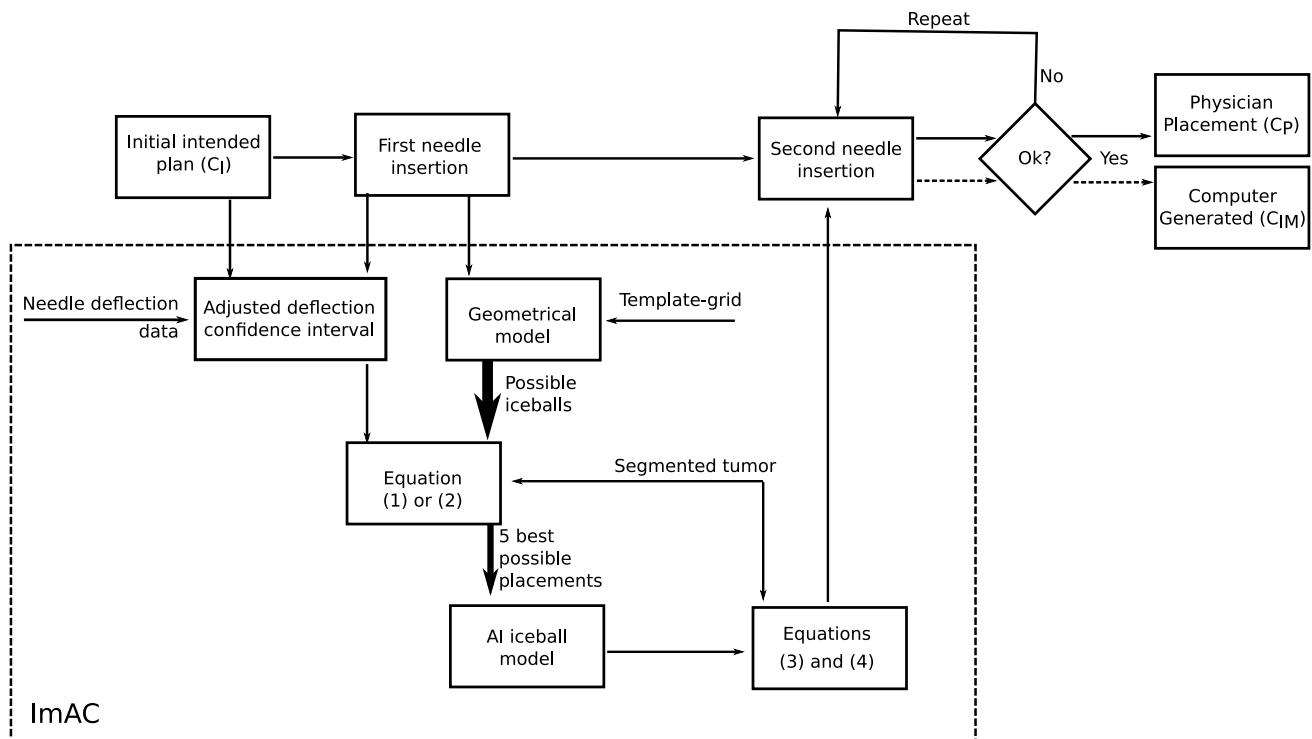 Repeat
No
Initial intended
plan (CI)
First needle
insertion
Second needle
insertion
Ok?
Yes
Physician
Placement (CP)
Computer
Generated (CIM)
Needle deflection
data
Adjusted deflection
confidence interval
Geometrical
model
Template-grid
Possible
iceballs
Equation
(1) or (2)
Segmented tumor
5 best
possible
placements
AI iceball
model
Equations
(3) and (4)
ImAC